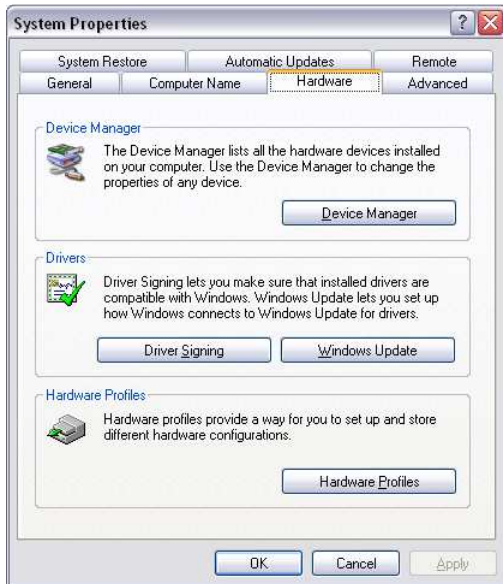 System Properties
?
System Restore Automatic Updates Remote
General Computer Name Hardware Advanced
Device Manager
The Device Manager lists all the hardware devices installed
on your computer. Use the Device Manager to change the
properties of any device.
Device Manager
Drivers
Driver Signing lets you make sure that installed drivers are
compatible with Windows. Windows Update lets you set up
how Windows connects to Windows Update for drivers.
Driver Signing Windows Update
Hardware Profiles
Hardware profiles provide a way for you to set up and store
different hardware configurations.
Hardware Profiles
OK Cancel Apply